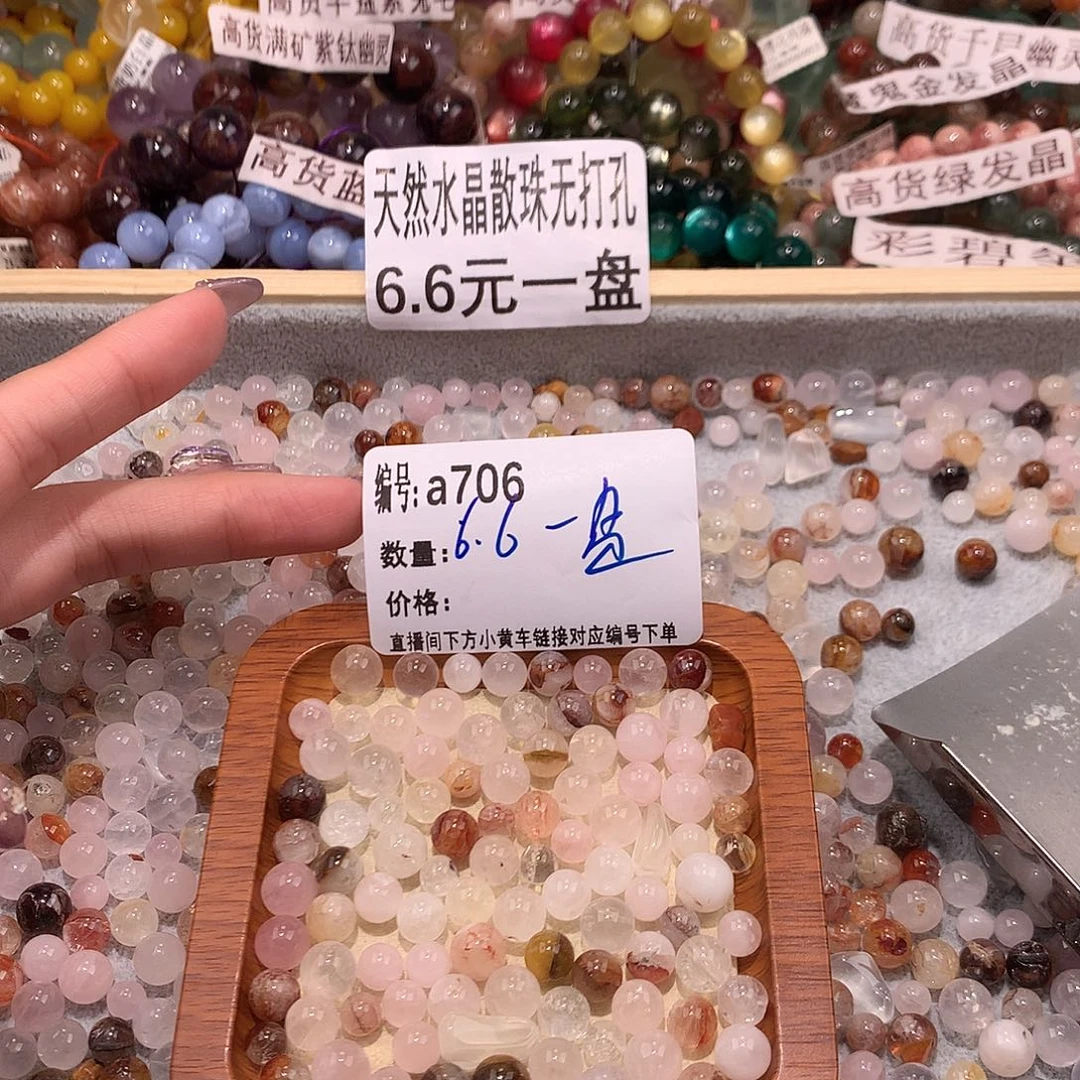 高货满矿紫钛幽灵
高货千
鬼金发晶
高货蓝
高货绿发晶
彩碧
天然水晶散珠无打孔
6.6元一盘
编号:a706
数量:6.6 一盘
价格:
直播间下方小黄车链接对应编号下单